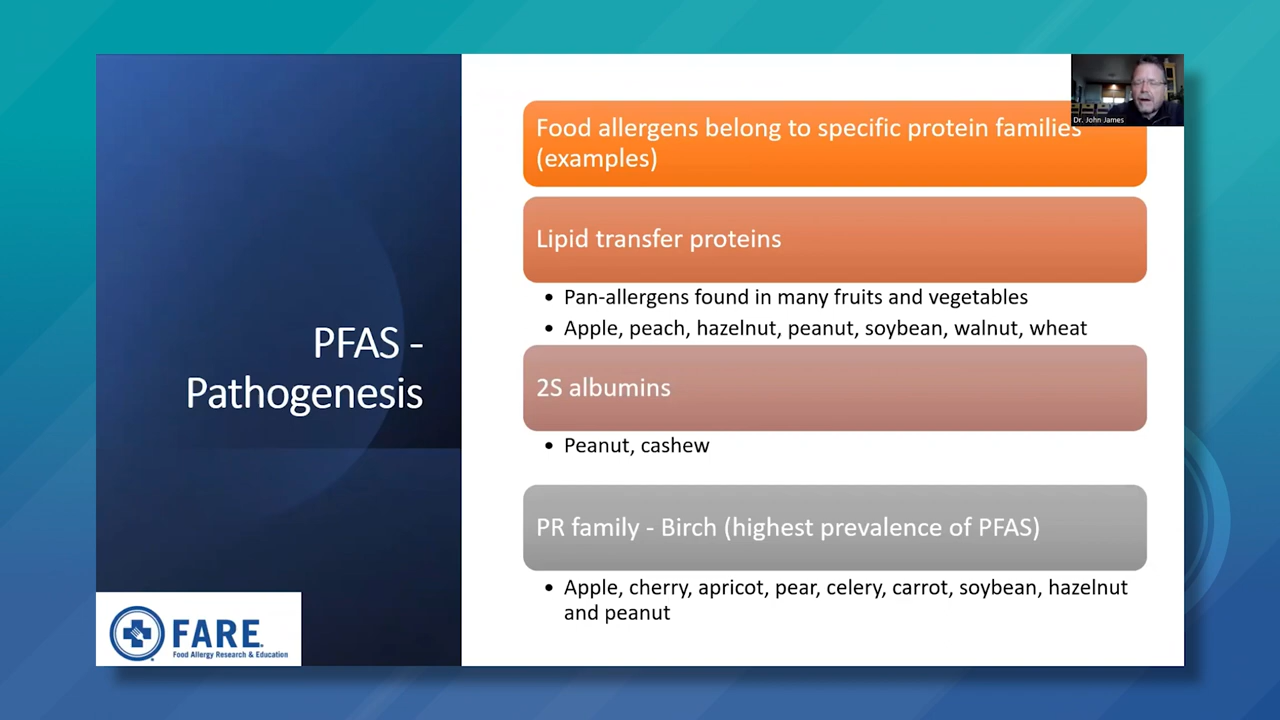 Food allergens belong to specific protein families
(examples)
Dr. John James
Lipid transfer proteins
• Pan-allergens found in many fruits and vegetables
• Apple, peach, hazelnut, peanut, soybean, walnut, wheat
PFAS -
Pathogenesis
2S albumins
• Peanut, cashew
PR family - Birch (highest prevalence of PFAS)
• Apple, cherry, apricot, pear, celery, carrot, soybean, hazelnut
and peanut
FARE
Food Allergy Research & Education